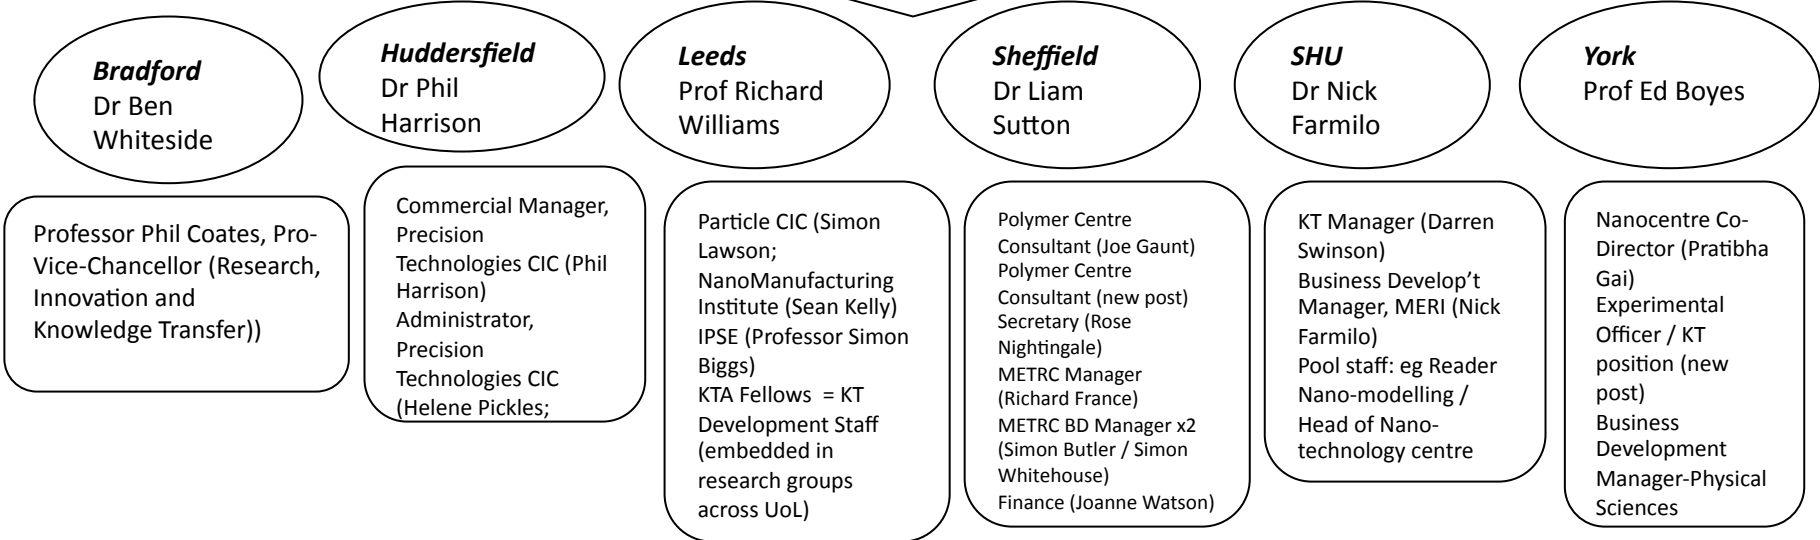 Bradford
Dr Ben
Whiteside
Huddersfield
Dr Phil
Harrison
Leeds
Prof Richard
Williams
Sheffield
Dr Liam
Sutton
SHU
Dr Nick
Farmilo
York
Prof Ed Boyes
Professor Phil Coates, Pro-
Vice-Chancellor (Research,
Innovation and
Knowledge Transfer))
Commercial Manager,
Precision
Technologies CIC (Phil
Harrison)
Administrator,
Precision
Technologies CIC
(Helene Pickles;
Particle CIC (Simon
Lawson;
NanoManufacturing
Institute (Sean Kelly)
IPSE (Professor Simon
Biggs)
KTA Fellows  = KT
Development Staff
(embedded in
research groups
across UoL)
Polymer Centre
Consultant (Joe Gaunt)
Polymer Centre
Consultant (new post)
Secretary (Rose
Nightingale)
METRC Manager
(Richard France)
METRC BD Manager x2
(Simon Butler / Simon
Whitehouse)
Finance (Joanne Watson)
KT Manager (Darren
Swinson)
Business Develop’t
Manager, MERI (Nick
Farmilo)
Pool staff: eg Reader
Nano-modelling /
Head of Nano-
technology centre
Nanocentre Co-
Director (Pratibha
Gai)
Experimental
Officer / KT
position (new
post)
Business
Development
Manager-Physical
Sciences